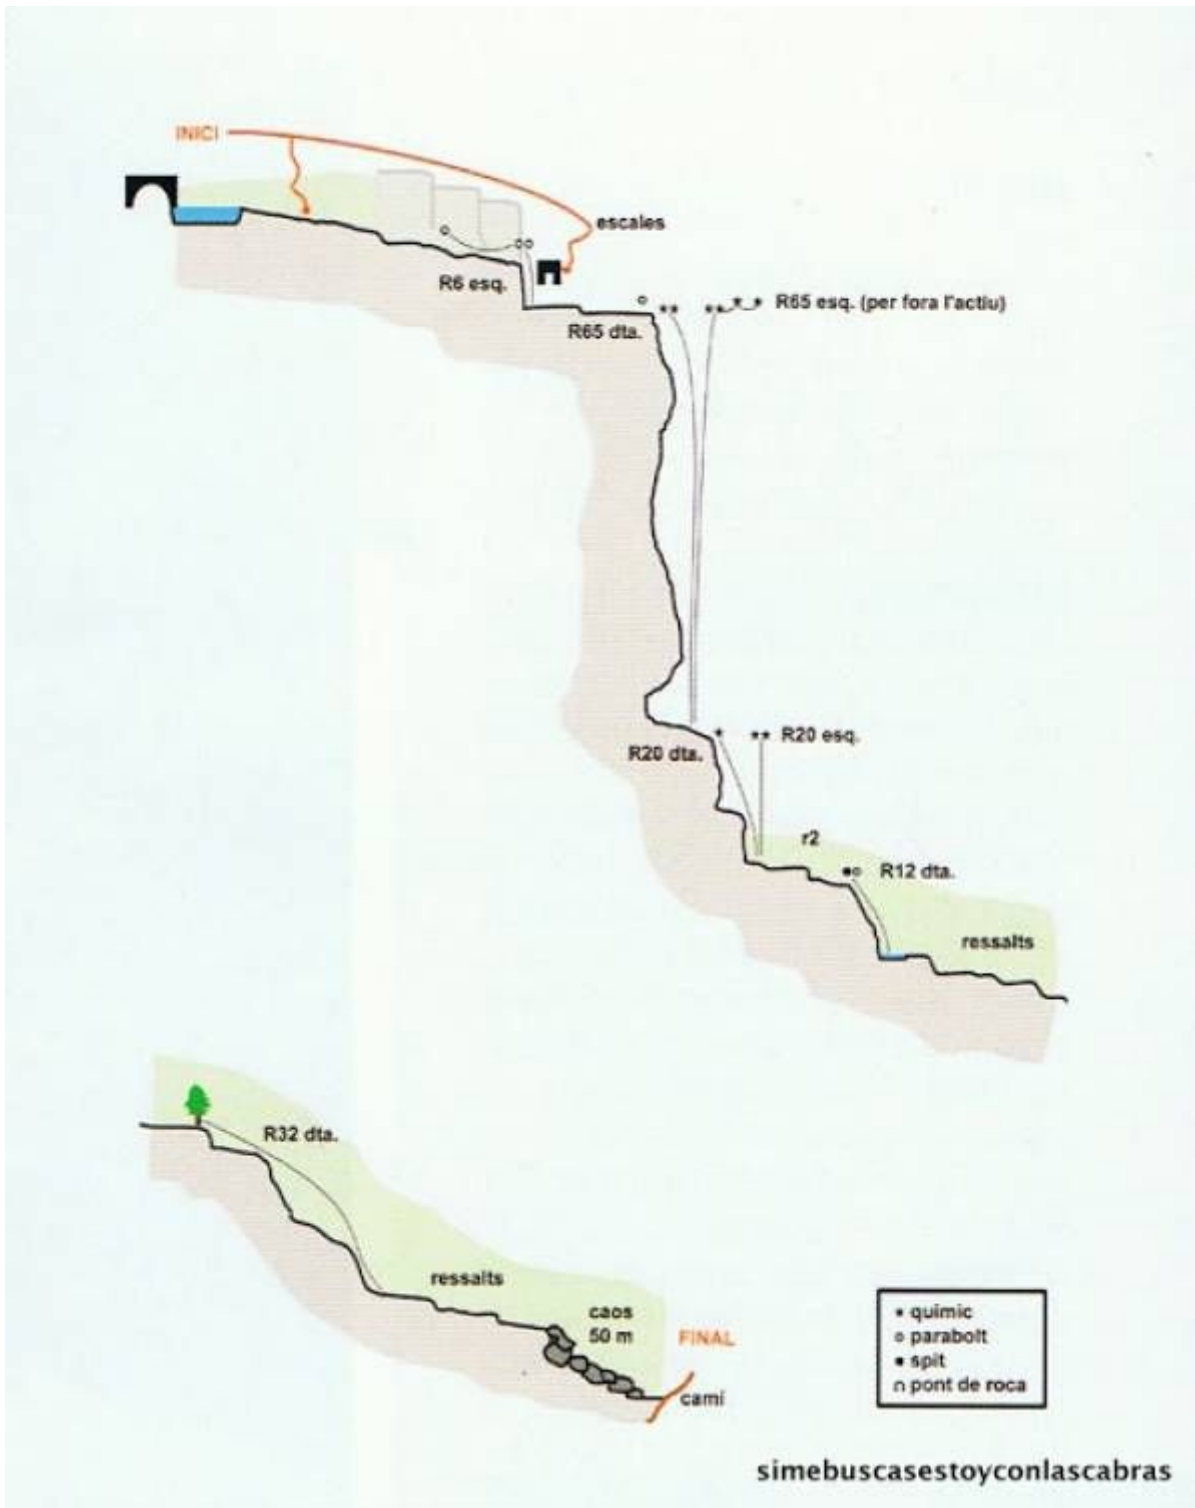 INICI
escales
R6 esq.
R65 esq. (per fora l'actiu)
R65 dta.
R20 esq.
R20 dta.
r2
R12 dta.
ressalts
R32 dta.
ressalts
caos
50 m
FINAL
camí
químic
parabolt
spit
pont de roca
simebuscasestoyconlascabras